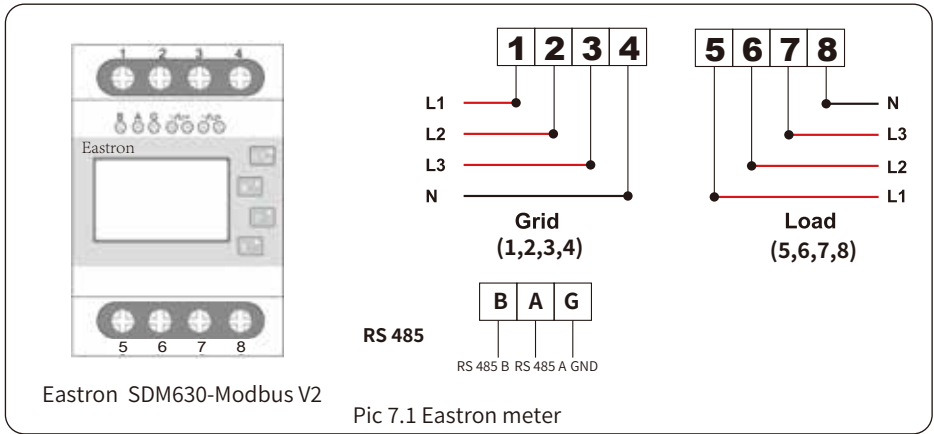 1 2 3 4
B A G
Eastron
5 6 7 8
Eastron SDM630-Modbus V2
1 2 3 4
L1
L2
L3
N
Grid
(1,2,3,4)
5 6 7 8
N
L3
L2
L1
Load
(5,6,7,8)
RS 485
B A G
RS 485 B RS 485 A GND
Pic 7.1 Eastron meter